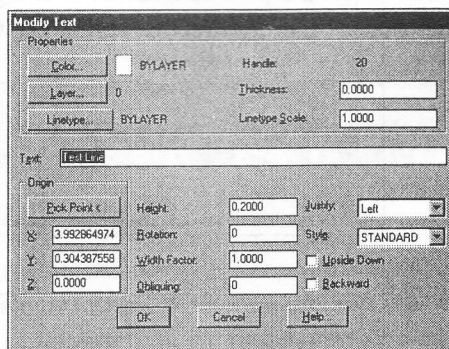 Modify Text
Properties
Color... BYLAYER Handle: 20
Layer... 0 Thickness: 0.0000
Linetype... BYLAYER Linetype Scale: 1.0000
Text: Test Line
Origin
Pick Point < Height: 0.2000 Justify: Left
X: 3.992864974 Rotation: 0 Style: STANDARD
Y: 0.304387558 Width Factor: 1.0000 Upside Down
Z: 0.0000 Obliquing: 0 Backward
OK Cancel Help...